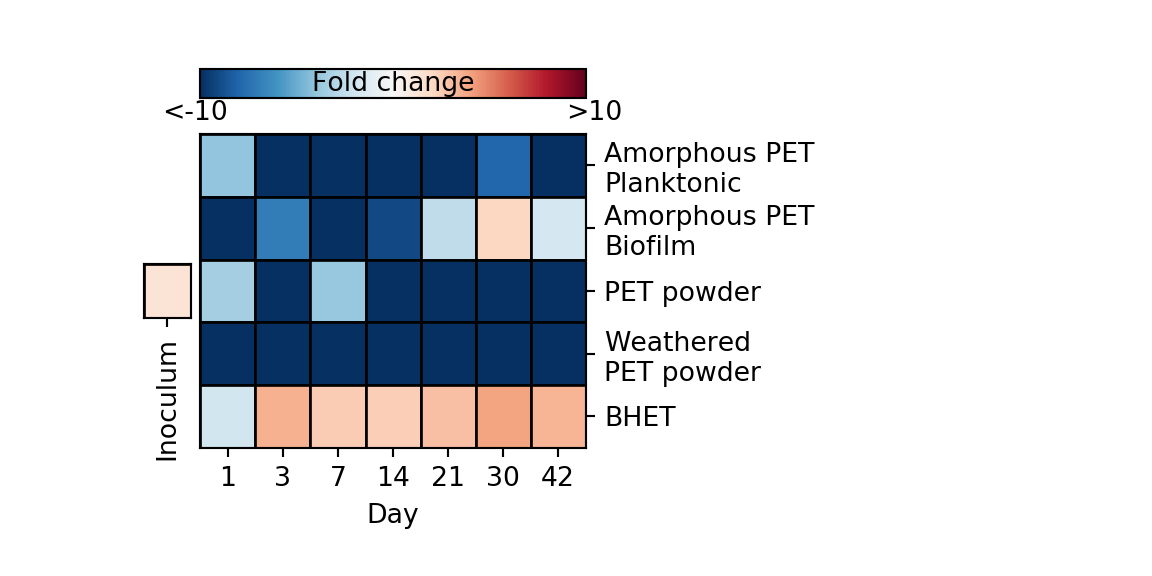 Fold change
<-10
>10
Amorphous PET
Planktonic
Amorphous PET
Biofilm
PET powder
Weathered
PET powder
BHET
Inoculum
1 3 7 14 21 30 42
Day